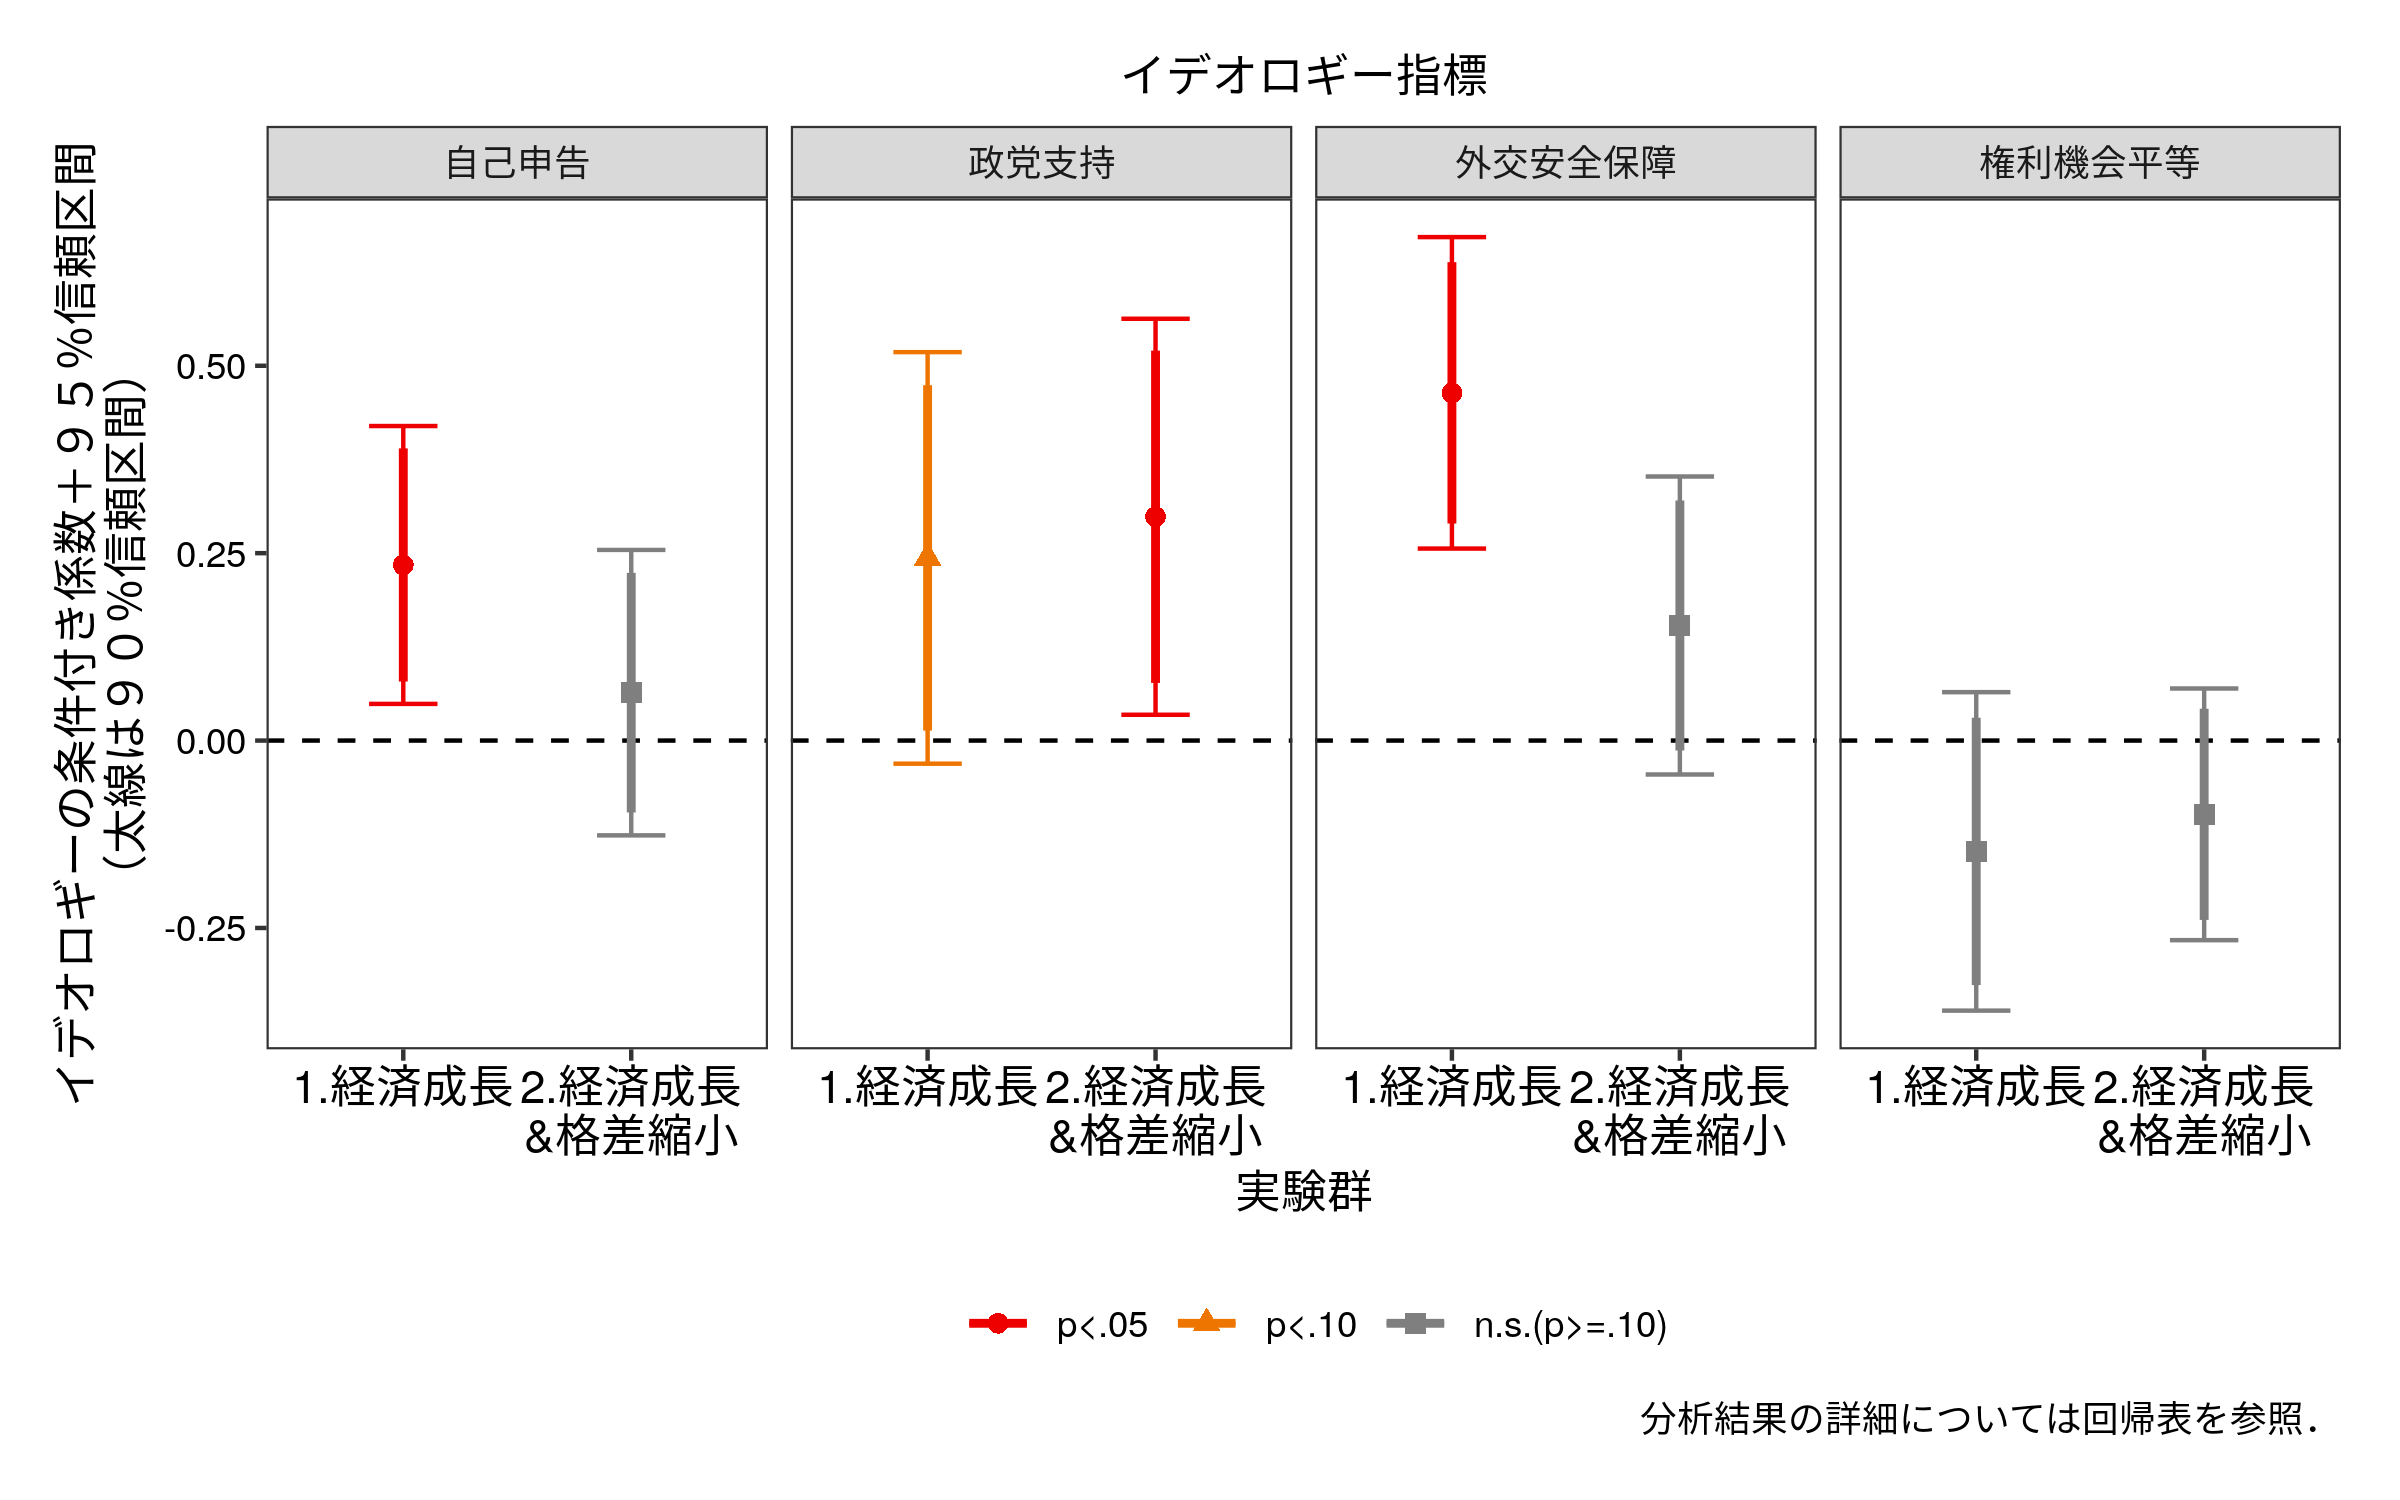 イデオロギー指標
自己申告
政党支持
外交安全保障
権利機会平等
イデオロギーの条件付き係数＋９５％信頼区間
（太線は９０％信頼区間）
0.50
0.25
0.00
-0.25
1.経済成長
2.経済成長
&格差縮小
1.経済成長
2.経済成長
&格差縮小
1.経済成長
2.経済成長
&格差縮小
1.経済成長
2.経済成長
&格差縮小
実験群
p<.05
p<.10
n.s.(p>=.10)
分析結果の詳細については回帰表を参照．